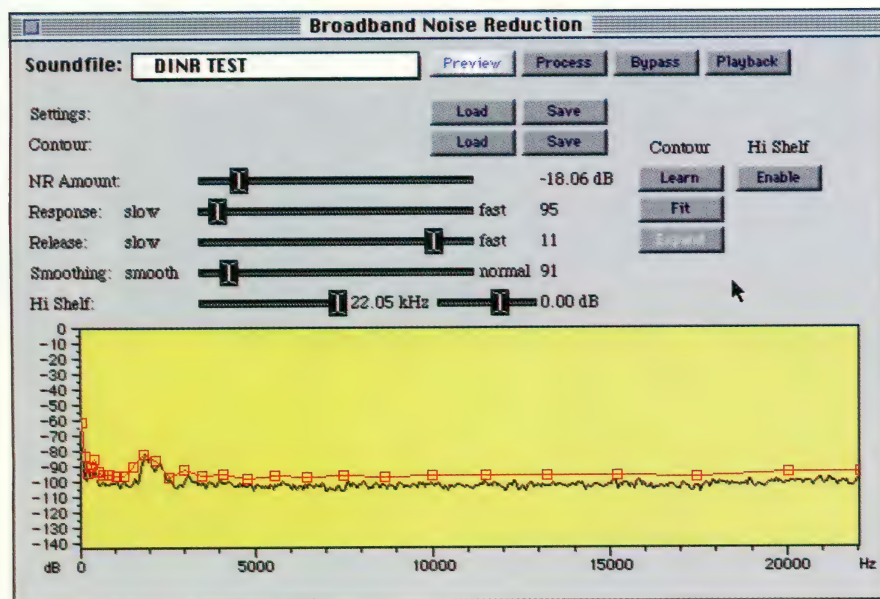 Broadband Noise Reduction
Soundfile: DINR TEST Preview Process Bypass Playback
Settings: Load Save
Contour: Load Save Contour Hi Shelf
NR Amount: -18.06 dB Learn Enable
Response: slow fast 95 Fit
Release: slow fast 11 Expand
Smoothing: smooth normal 91
Hi Shelf: 22.05 kHz 0.00 dB
0
-10
-20
-30
-40
-50
-60
-70
-80
-90
-100
-110
-120
-130
-140
dB 0 5000 10000 15000 20000 Hz